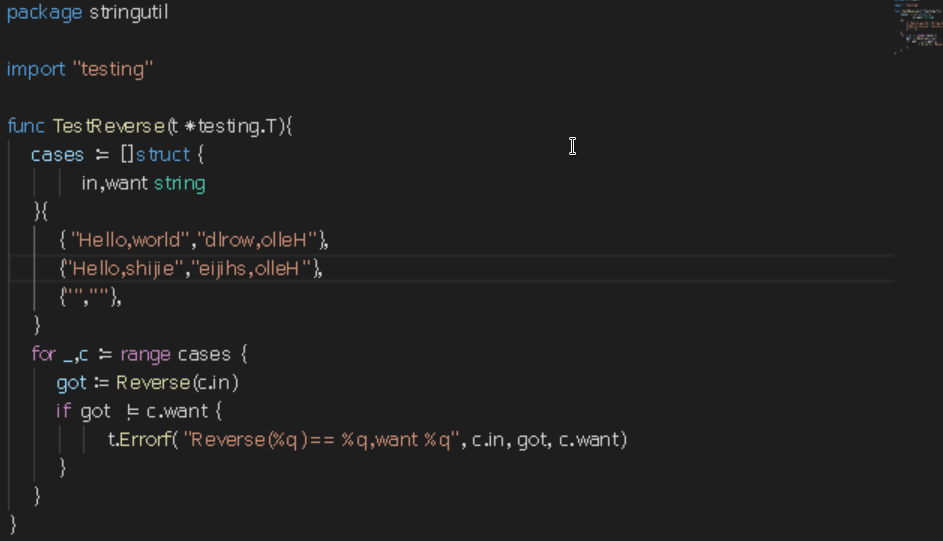 package stringutil
import "testing"
func TestReverse(t *testing.T){
cases := []struct {
in,want string
}{
{ "Hello,world","dlrow,olleH"},
{"Hello,shijie","eijihs,olleH"},
{"",""},
}
for _,c := range cases {
got := Reverse(c.in)
if got != c.want {
t.Errorf( "Reverse(%q)== %q,want %q", c.in, got, c.want)
}
}
}